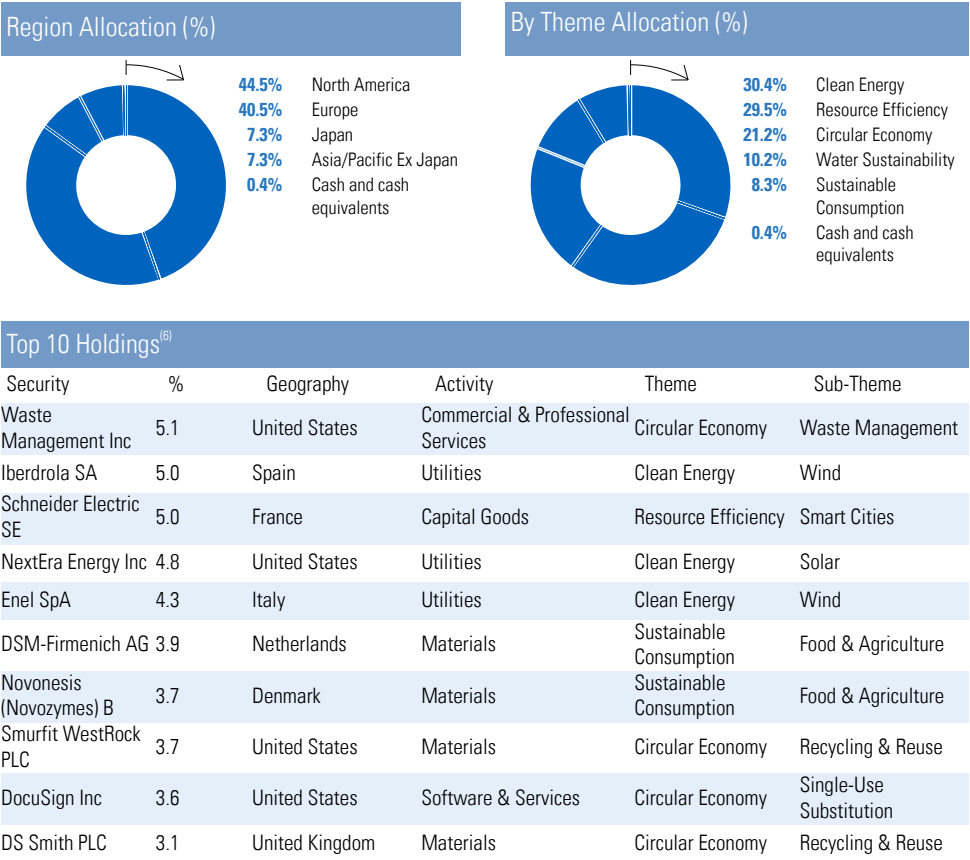 Region Allocation (%)
44.5% North America
40.5% Europe
7.3% Japan
7.3% Asia/Pacific Ex Japan
0.4% Cash and cash
equivalents
By Theme Allocation (%)
30.4% Clean Energy
29.5% Resource Efficiency
21.2% Circular Economy
10.2% Water Sustainability
8.3% Sustainable
Consumption
0.4% Cash and cash
equivalents
Top 10 Holdings(6)
Security % Geography Activity Theme Sub-Theme
Waste
Management Inc 5.1 United States Commercial & Professional
Services Circular Economy Waste Management
Iberdrola SA 5.0 Spain Utilities Clean Energy Wind
Schneider Electric
SE 5.0 France Capital Goods Resource Efficiency Smart Cities
NextEra Energy Inc 4.8 United States Utilities Clean Energy Solar
Enel SpA 4.3 Italy Utilities Clean Energy Wind
DSM-Firmenich AG 3.9 Netherlands Materials Sustainable
Consumption Food & Agriculture
Novonesis
(Novozymes) B 3.7 Denmark Materials Sustainable
Consumption Food & Agriculture
Smurfit WestRock
PLC 3.7 United States Materials Circular Economy Recycling & Reuse
DocuSign Inc 3.6 United States Software & Services Circular Economy Single-Use
Substitution
DS Smith PLC 3.1 United Kingdom Materials Circular Economy Recycling & Reuse